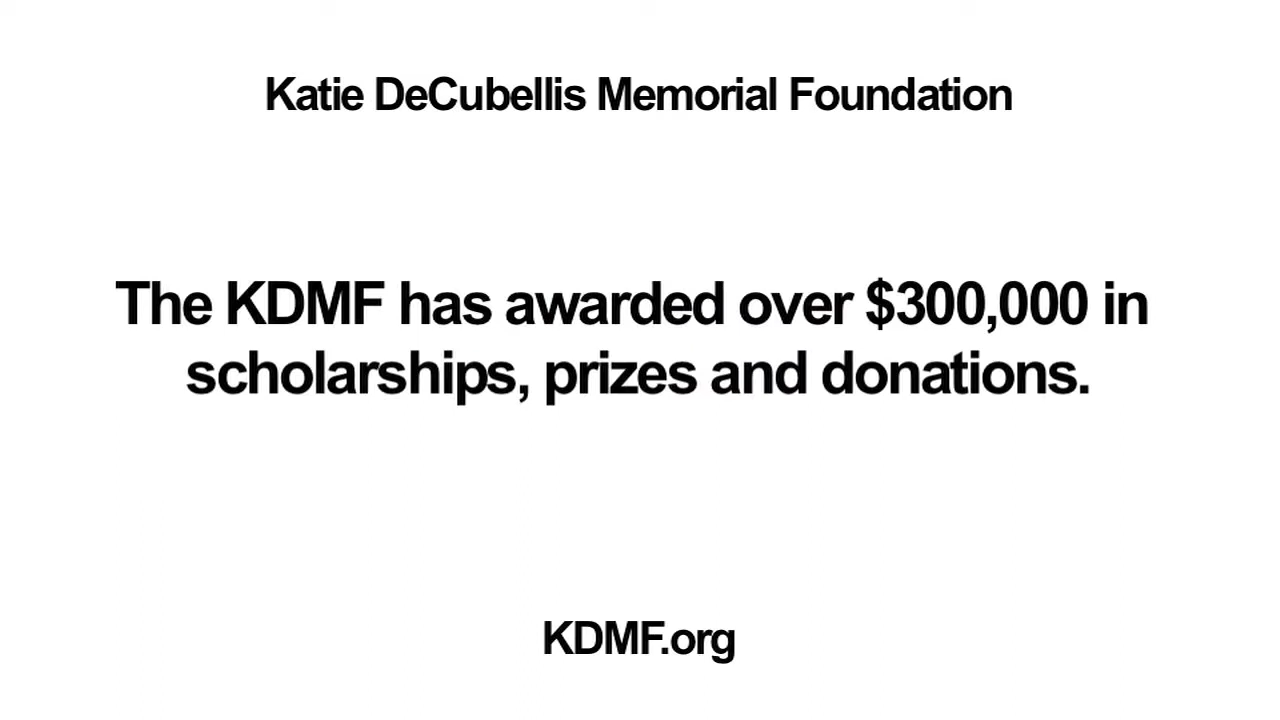 Katie DeCubellis Memorial Foundation
The KDMF has awarded over $300,000 in
scholarships, prizes and donations.
KDMF.org